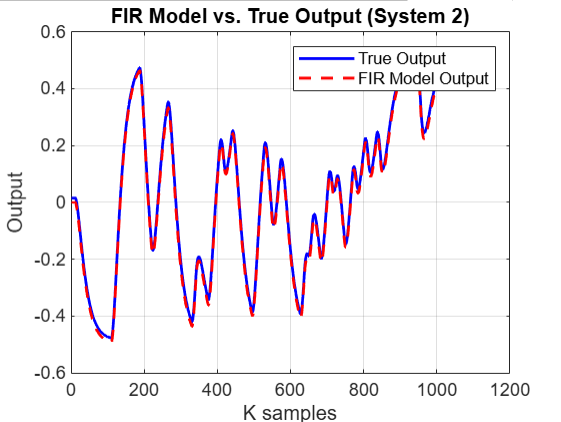 FIR Model vs. True Output (System 2)
True Output
FIR Model Output
0.6
0.4
0.2
0
-0.2
-0.4
-0.6
Output
0 200 400 600 800 1000 1200
K samples